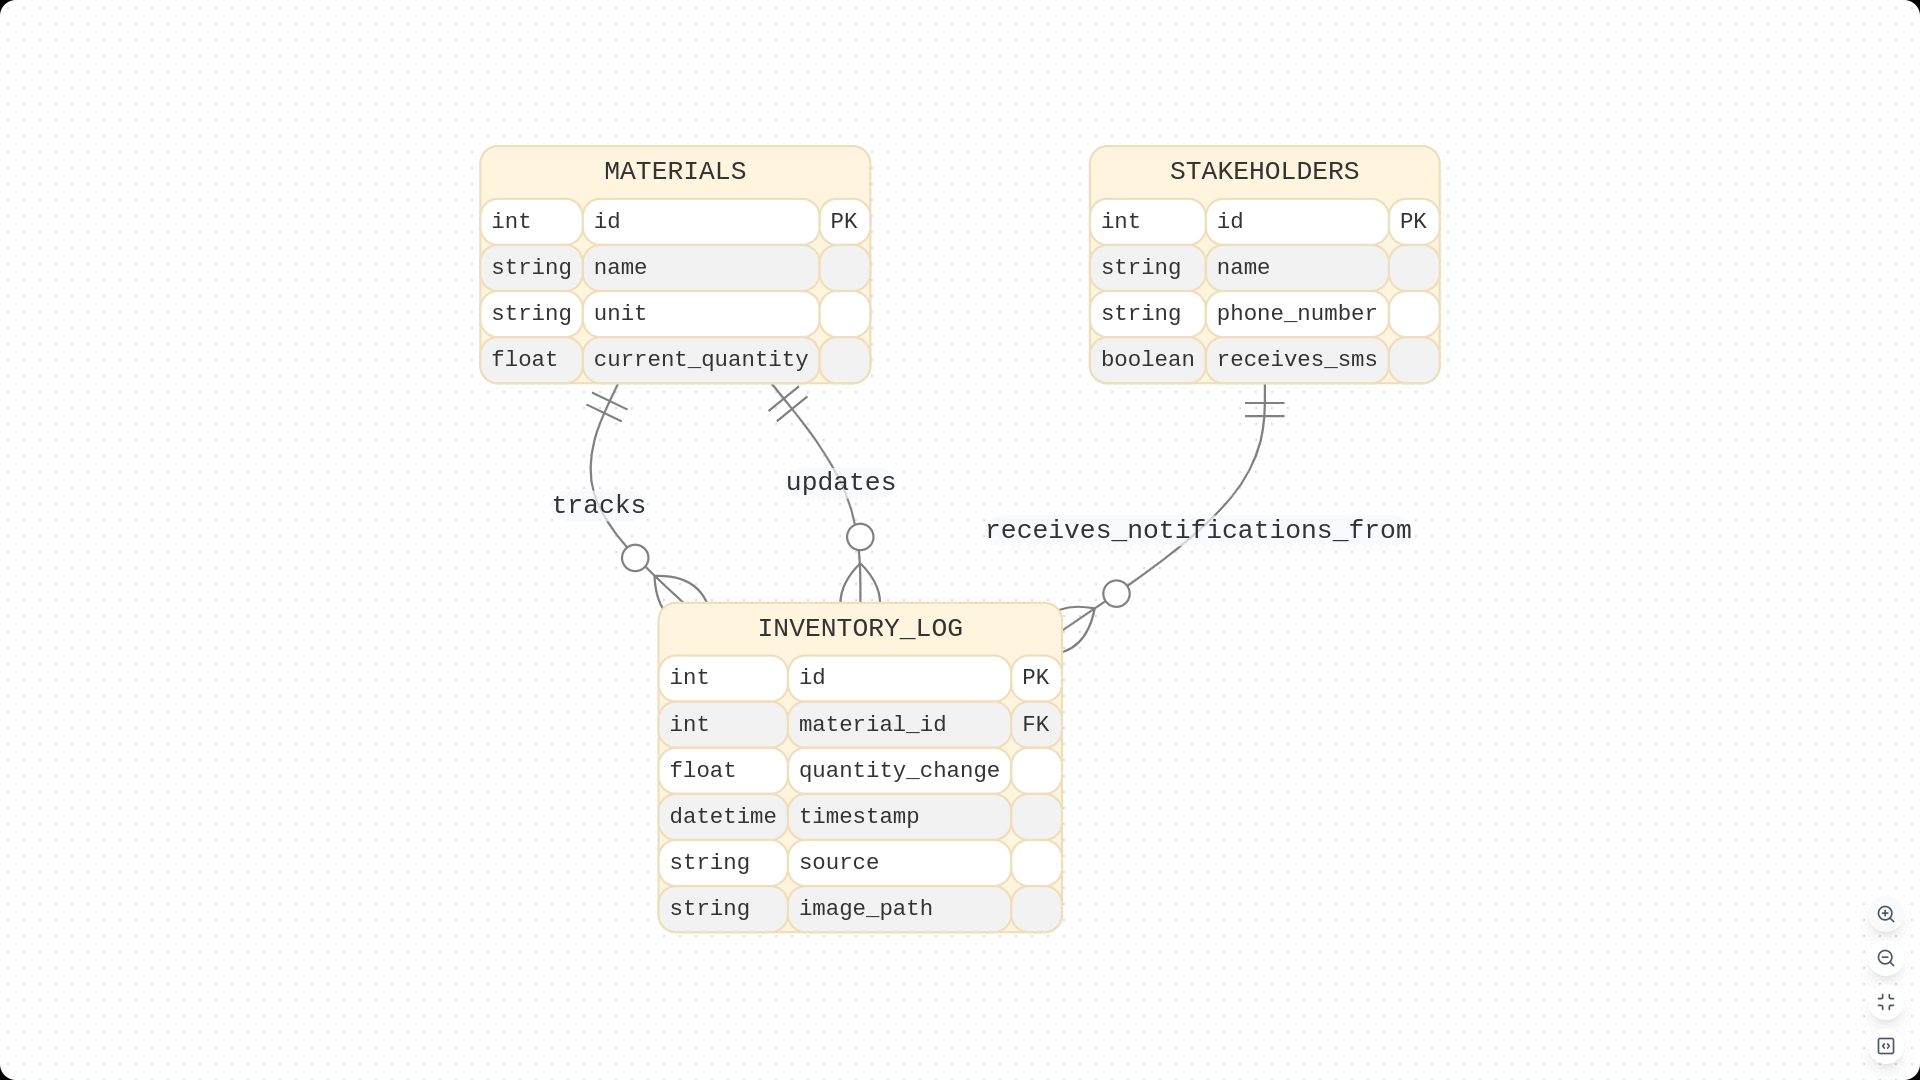 MATERIALS
int id PK
string name
string unit
float current_quantity
STAKEHOLDERS
int id PK
string name
string phone_number
boolean receives_sms
tracks
updates
receives_notifications_from
INVENTORY_LOG
int id PK
int material_id FK
float quantity_change
datetime timestamp
string source
string image_path